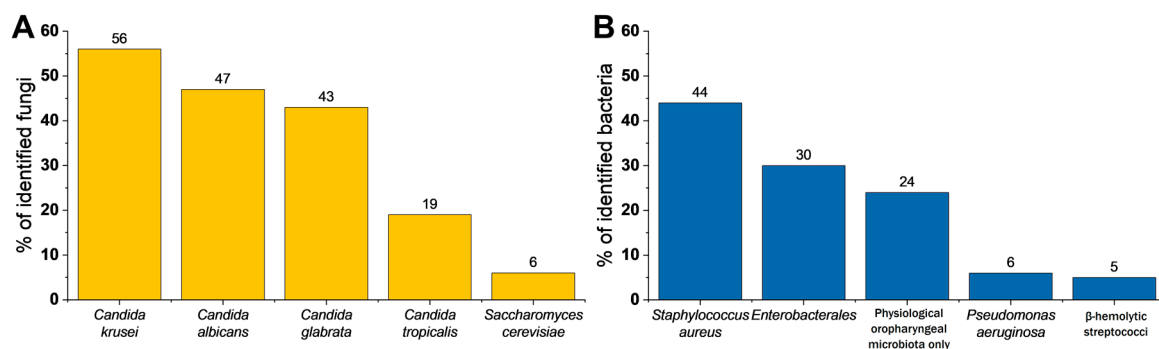 A
% of identified fungi
60
50
40
30
20
10
0
56
47
43
19
6
Candida
krusei
Candida
albicans
Candida
glabrata
Candida
tropicalis
Saccharomyces
cerevisiae
B
% of identified bacteria
60
50
40
30
20
10
0
44
30
24
6
5
Staphylococcus
aureus
Enterobacterales
Physiological
oropharyngeal
microbiota only
Pseudomonas
aeruginosa
β-hemolytic
streptococci